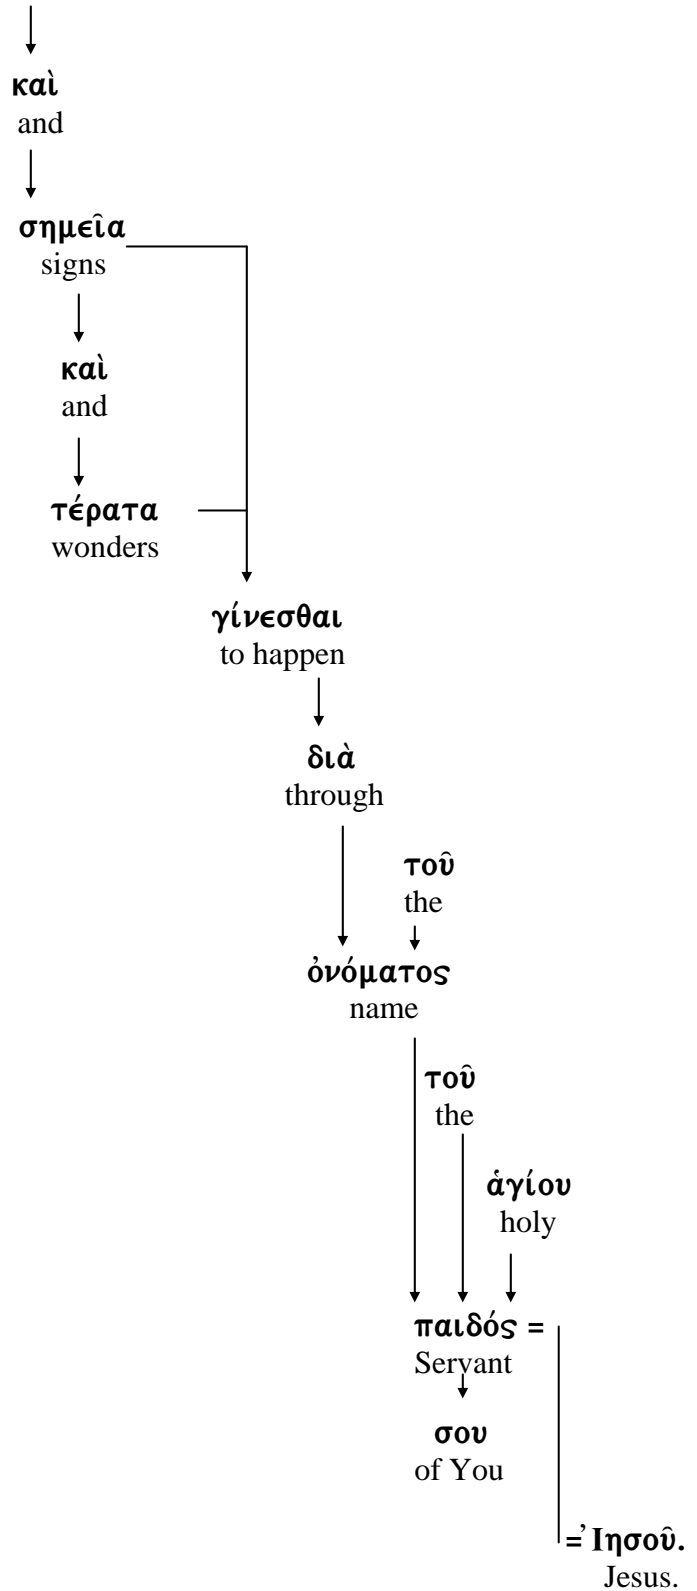 καὶ
and
σημεῖα
signs
καὶ
and
τέρατα
wonders
γίνεσθαι
to happen
διὰ
through
τοῦ
the
ὀνόματος
name
τοῦ
the
ἁγίου
holy
παιδός =
Servant
σου
of You
=Ἰησοῦ.
Jesus.